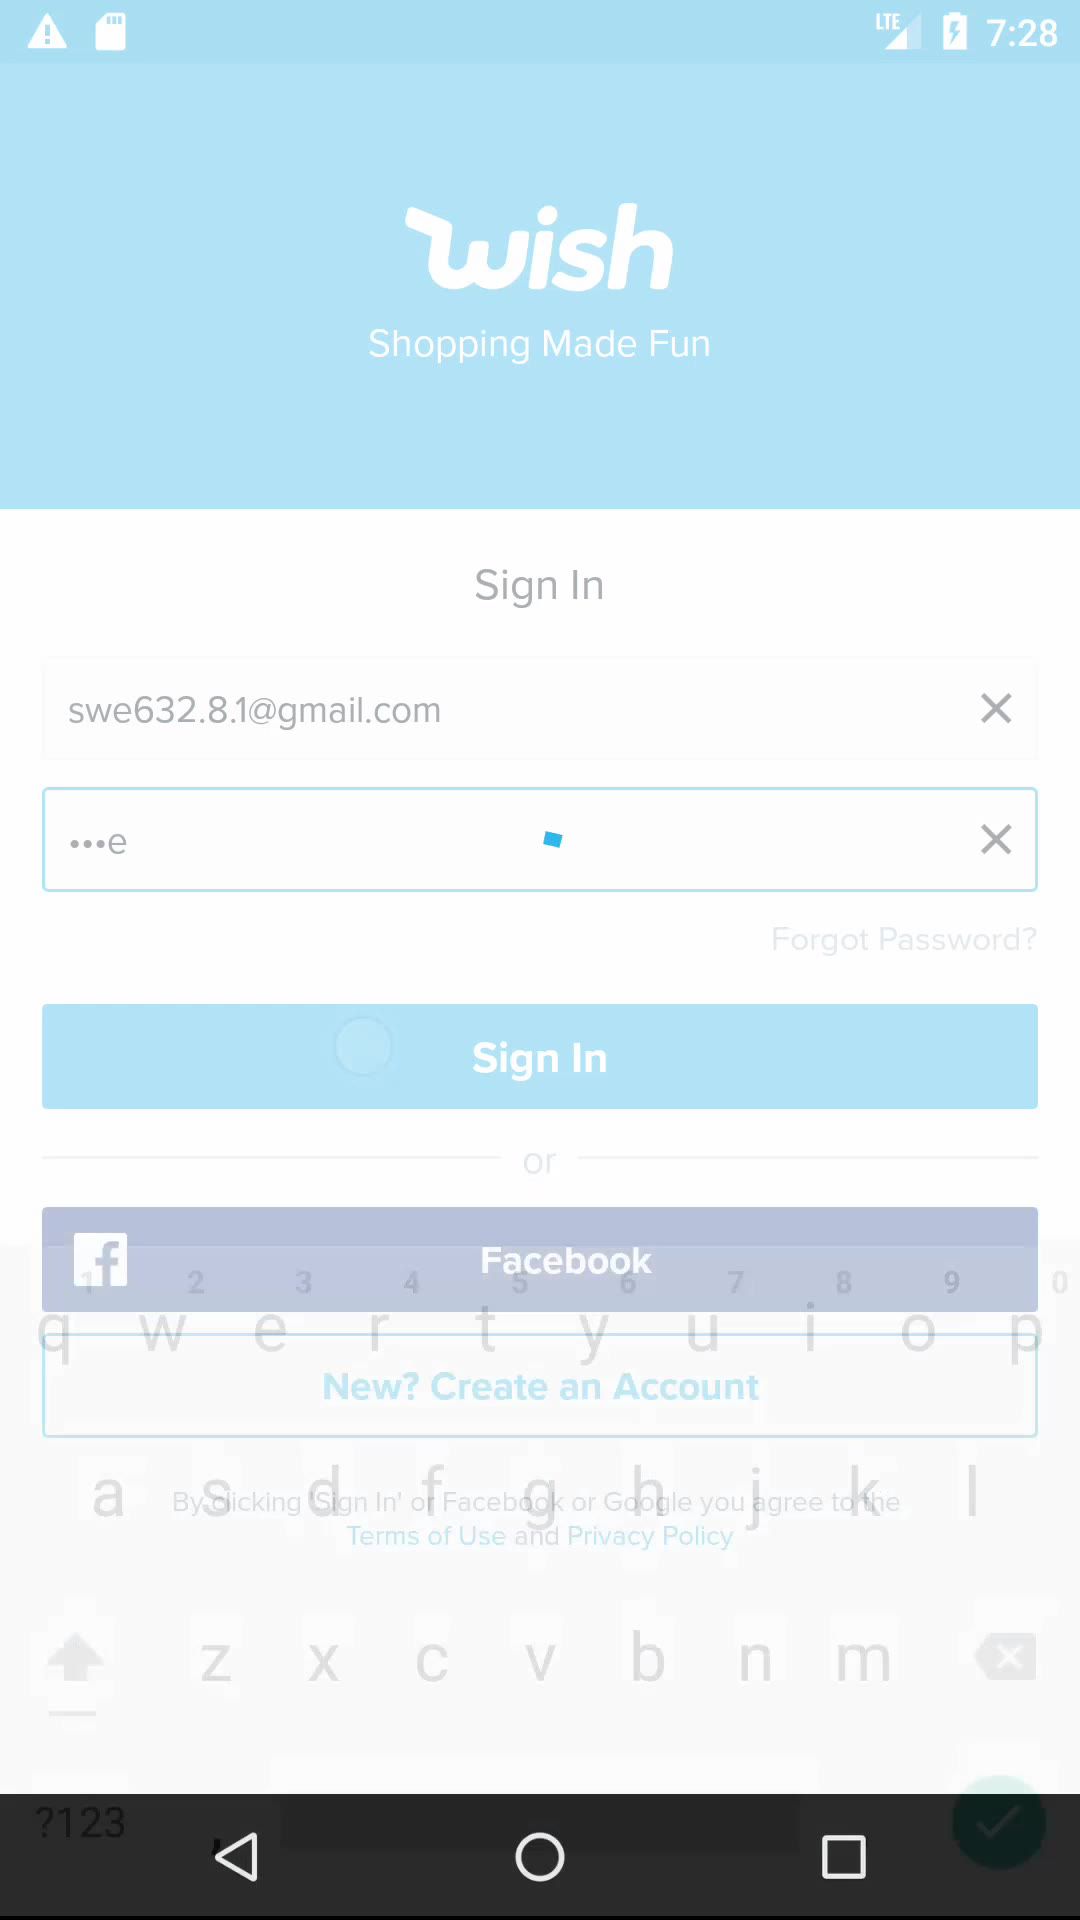 LTE 7:28
wish
Shopping Made Fun
Sign In
swe632.8.1@gmail.com
•••e
Forgot Password?
Sign In
or
Facebook
1 2 3 4 5 6 7 8 9 0
q w e r t y u i o p
New? Create an Account
a s d f g h j k l
By clicking 'Sign In' or Facebook or Google you agree to the
Terms of Use and Privacy Policy
z x c v b n m
?123 ,